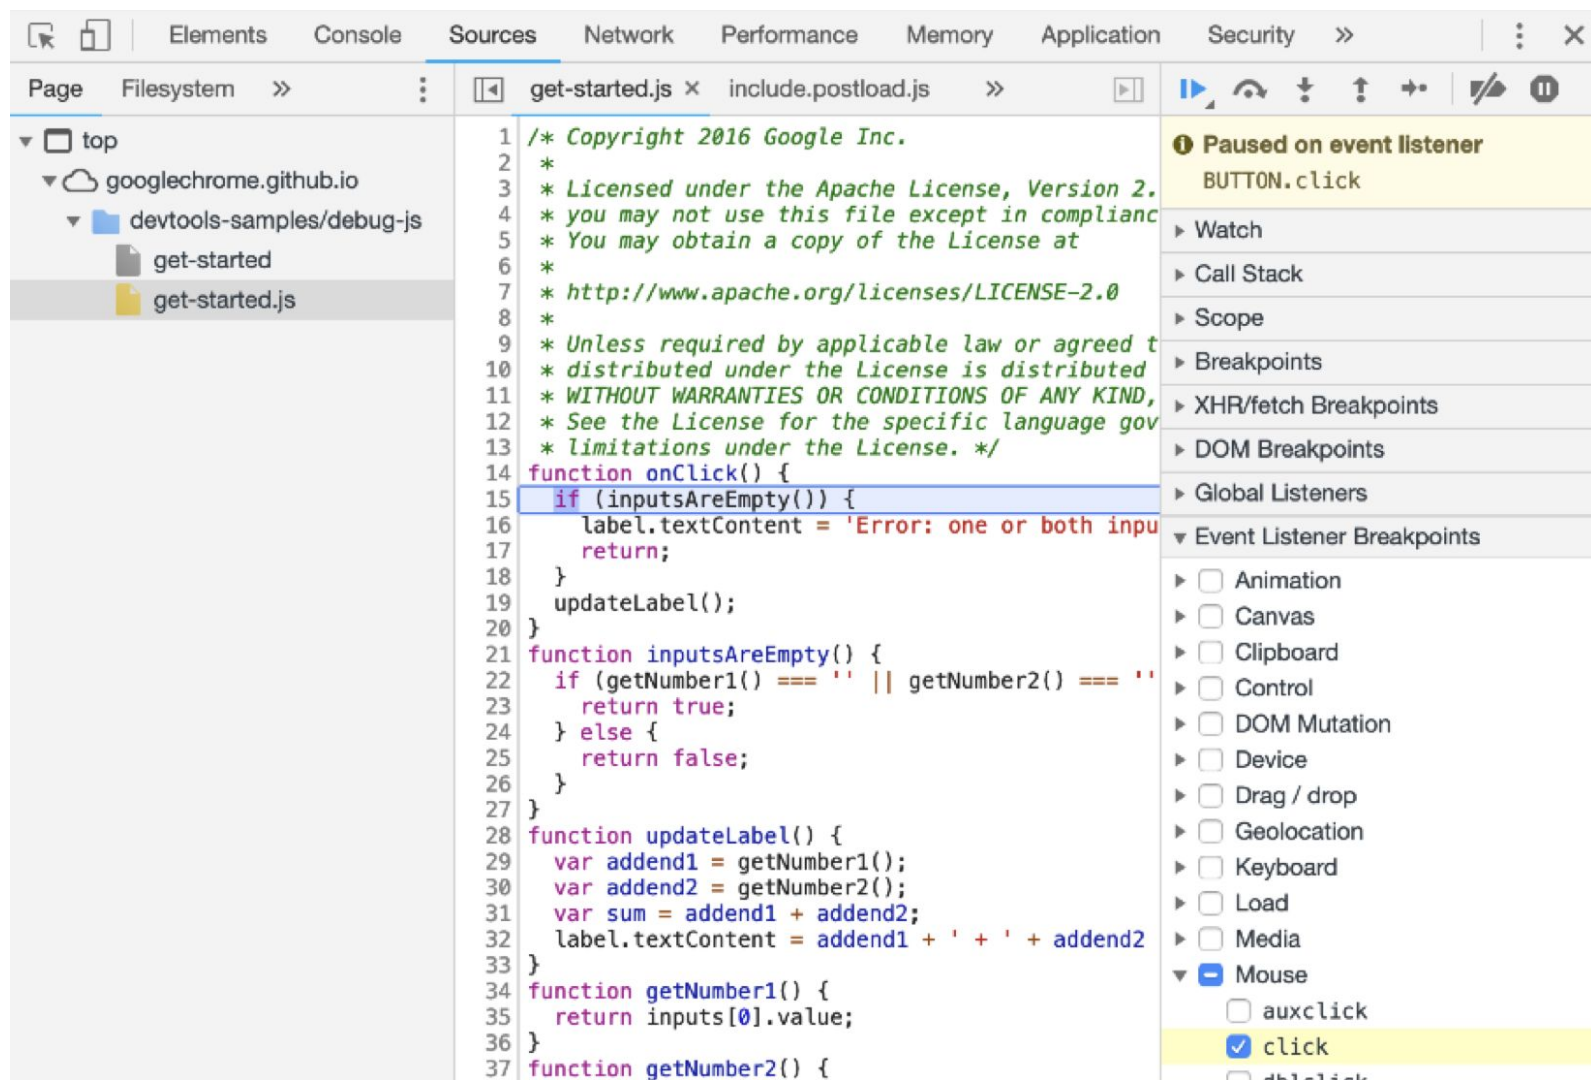 Elements Console Sources Network Performance Memory Application Security »
Page Filesystem »
top
googlechrome.github.io
devtools-samples/debug-js
get-started
get-started.js
get-started.js × include.postload.js »
1 /* Copyright 2016 Google Inc.
2 *
3 * Licensed under the Apache License, Version 2.
4 * you may not use this file except in complianc
5 * You may obtain a copy of the License at
6 *
7 * http://www.apache.org/licenses/LICENSE-2.0
8 *
9 * Unless required by applicable law or agreed t
10 * distributed under the License is distributed
11 * WITHOUT WARRANTIES OR CONDITIONS OF ANY KIND,
12 * See the License for the specific language gov
13 * limitations under the License. */
14 function onClick() {
15 if (inputsAreEmpty()) {
16 label.textContent = 'Error: one or both inpu
17 return;
18 }
19 updateLabel();
20 }
21 function inputsAreEmpty() {
22 if (getNumber1() === '' || getNumber2() === ''
23 return true;
24 } else {
25 return false;
26 }
27 }
28 function updateLabel() {
29 var addend1 = getNumber1();
30 var addend2 = getNumber2();
31 var sum = addend1 + addend2;
32 label.textContent = addend1 + ' + ' + addend2
33 }
34 function getNumber1() {
35 return inputs[0].value;
36 }
37 function getNumber2() {
Paused on event listener
BUTTON.click
Watch
Call Stack
Scope
Breakpoints
XHR/fetch Breakpoints
DOM Breakpoints
Global Listeners
Event Listener Breakpoints
Animation
Canvas
Clipboard
Control
DOM Mutation
Device
Drag / drop
Geolocation
Keyboard
Load
Media
Mouse
auxclick
click